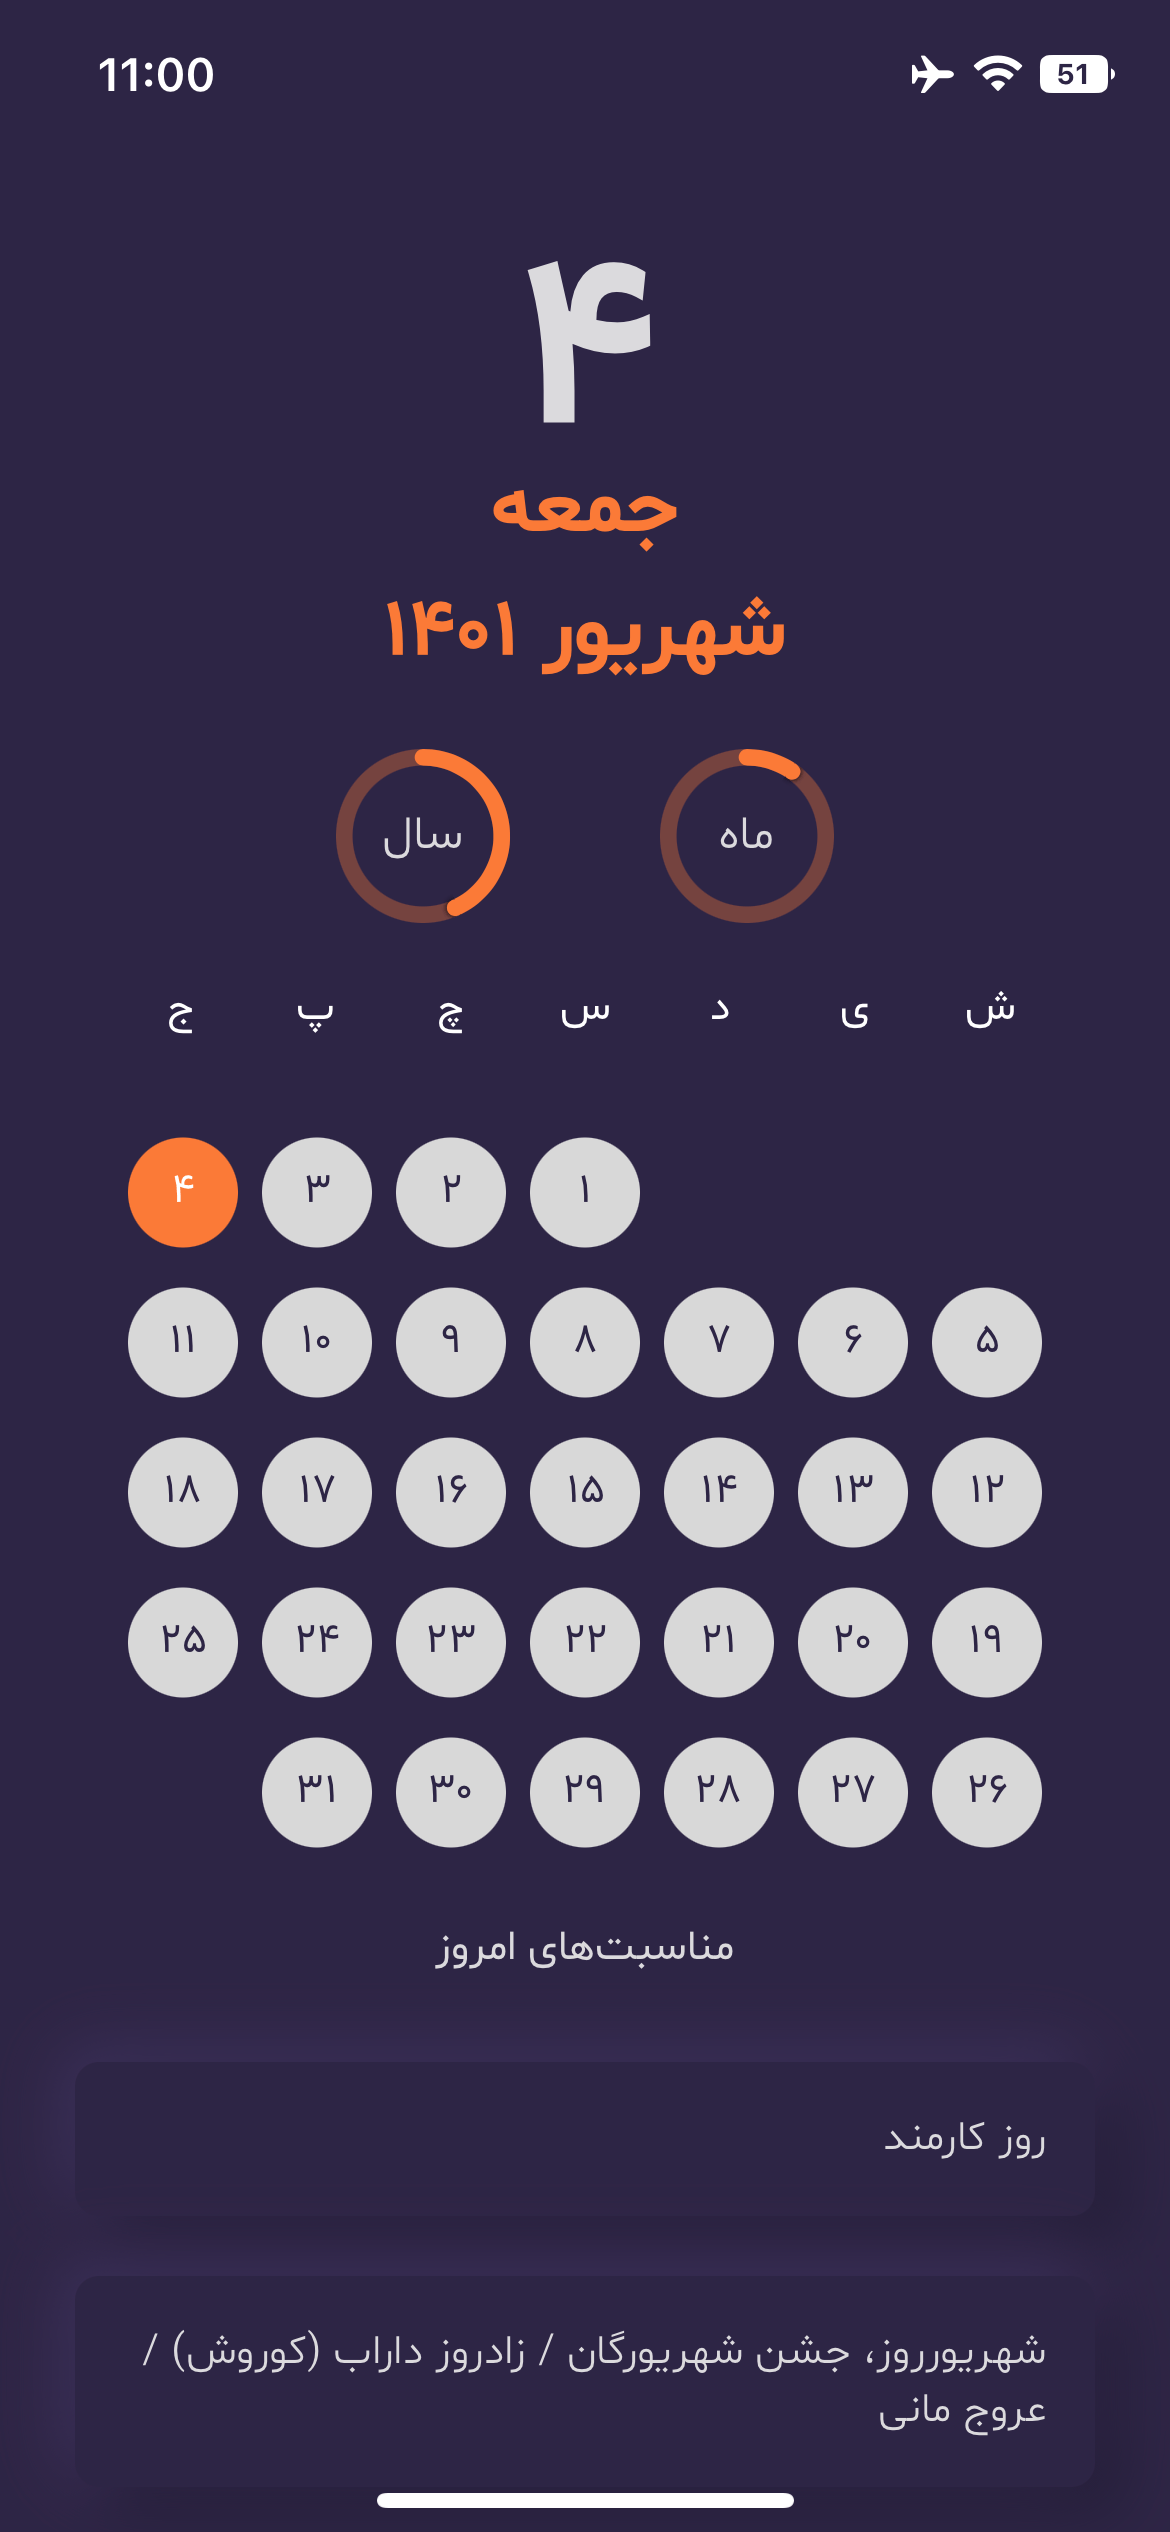 11:00
51
۴
جمعه
شهریور ۱۴۰۱
ماه
سال
ش ی د س چ پ ج
۱ ۲ ۳ ۴
۵ ۶ ۷ ۸ ۹ ۱۰ ۱۱
۱۲ ۱۳ ۱۴ ۱۵ ۱۶ ۱۷ ۱۸
۱۹ ۲۰ ۲۱ ۲۲ ۲۳ ۲۴ ۲۵
۲۶ ۲۷ ۲۸ ۲۹ ۳۰ ۳۱
مناسبت‌های امروز
روز کارمند
شهریورروز، جشن شهریورگان / زادروز داراب (کوروش) /
عروج مانی